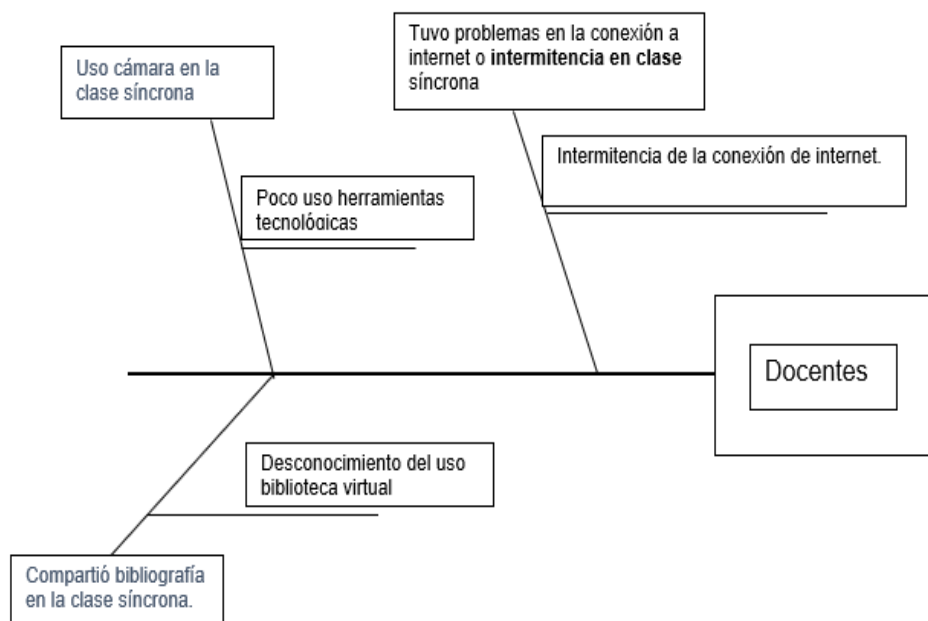 Tuvo problemas en la conexión a
internet o intermitencia en clase
síncrona
Uso cámara en la
clase síncrona
Intermitencia de la conexión de internet.
Poco uso herramientas
tecnológicas
Docentes
Desconocimiento del uso
biblioteca virtual
Compartió bibliografía
en la clase síncrona.